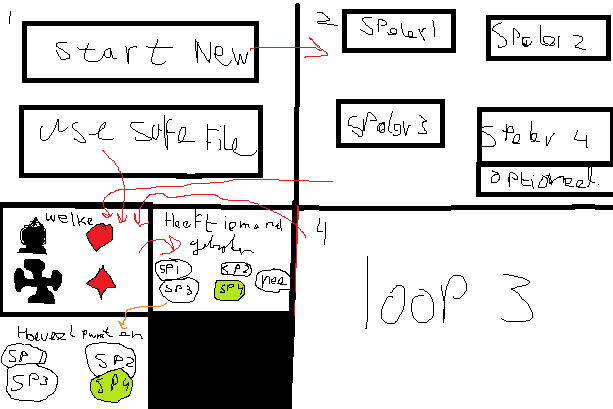 1
Start New
use safe file
2
SPeler 1
SPeler 2
SPeler 3
SPeler 4
optioneel
welke
Heeft iemand
SP1
SP2
SP3
SP4
nee
Hoeveel punten
SP1
SP2
SP3
SP4
4
loop 3